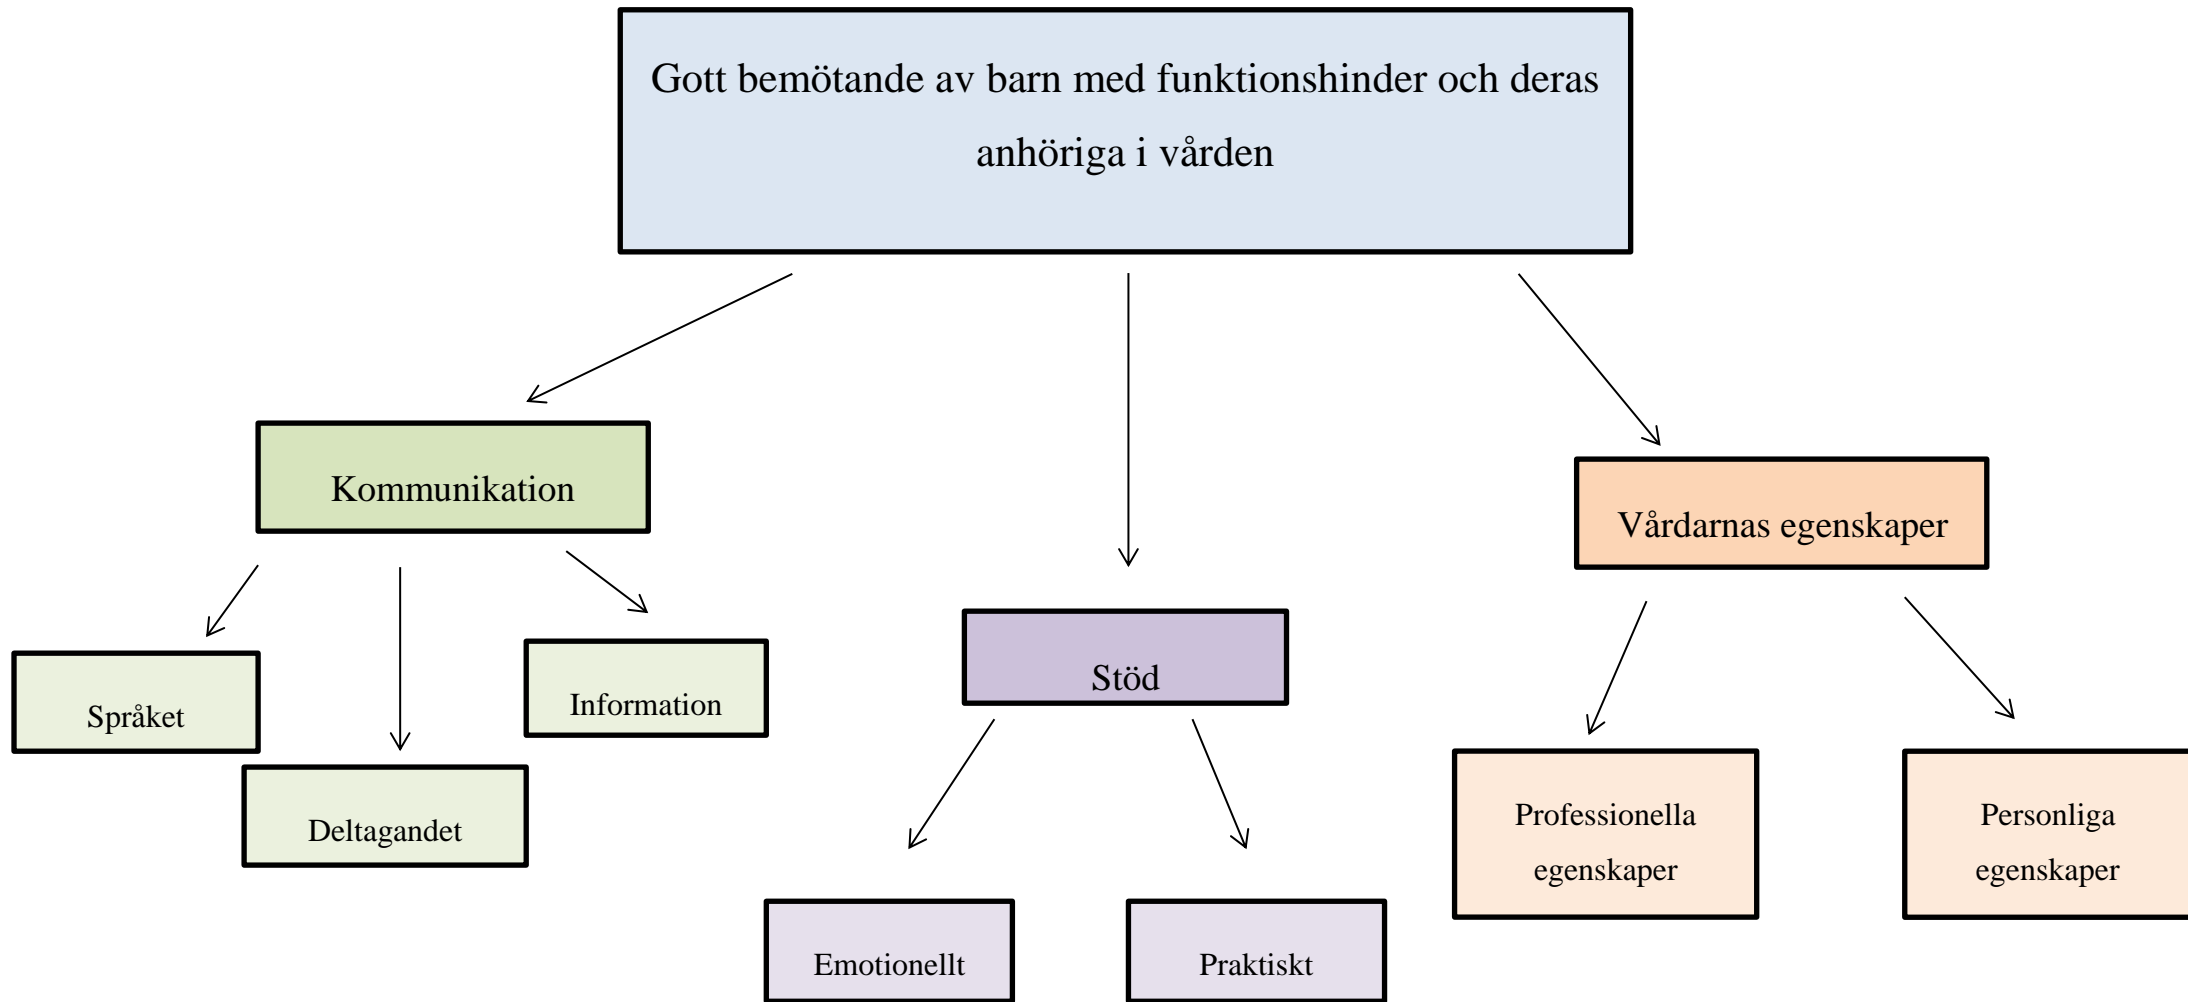 Gott bemötande av barn med funktionshinder och deras
anhöriga i vården
Kommunikation
Vårdarnas egenskaper
Stöd
Språket
Information
Deltagandet
Professionella
egenskaper
Personliga
egenskaper
Emotionellt
Praktiskt